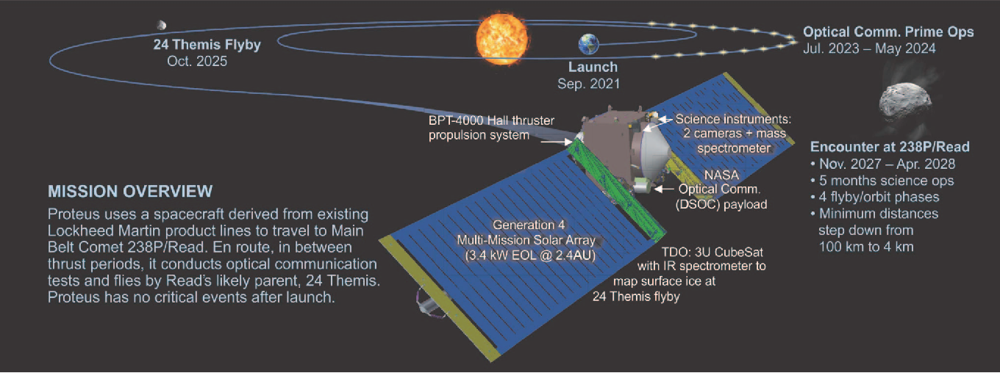 24 Themis Flyby
Oct. 2025
Launch
Sep. 2021
Optical Comm. Prime Ops
Jul. 2023 – May 2024
BPT-4000 Hall thruster
propulsion system
Science instruments:
2 cameras + mass
spectrometer
NASA
Optical Comm.
(DSOC) payload
Encounter at 238P/Read
• Nov. 2027 – Apr. 2028
• 5 months science ops
• 4 flyby/orbit phases
• Minimum distances
step down from
100 km to 4 km
MISSION OVERVIEW
Proteus uses a spacecraft derived from existing
Lockheed Martin product lines to travel to Main
Belt Comet 238P/Read. En route, in between
thrust periods, it conducts optical communication
tests and flies by Read's likely parent, 24 Themis.
Proteus has no critical events after launch.
Generation 4
Multi-Mission Solar Array
(3.4 kW EOL @ 2.4AU)
TDO: 3U CubeSat
with IR spectrometer to
map surface ice at
24 Themis flyby